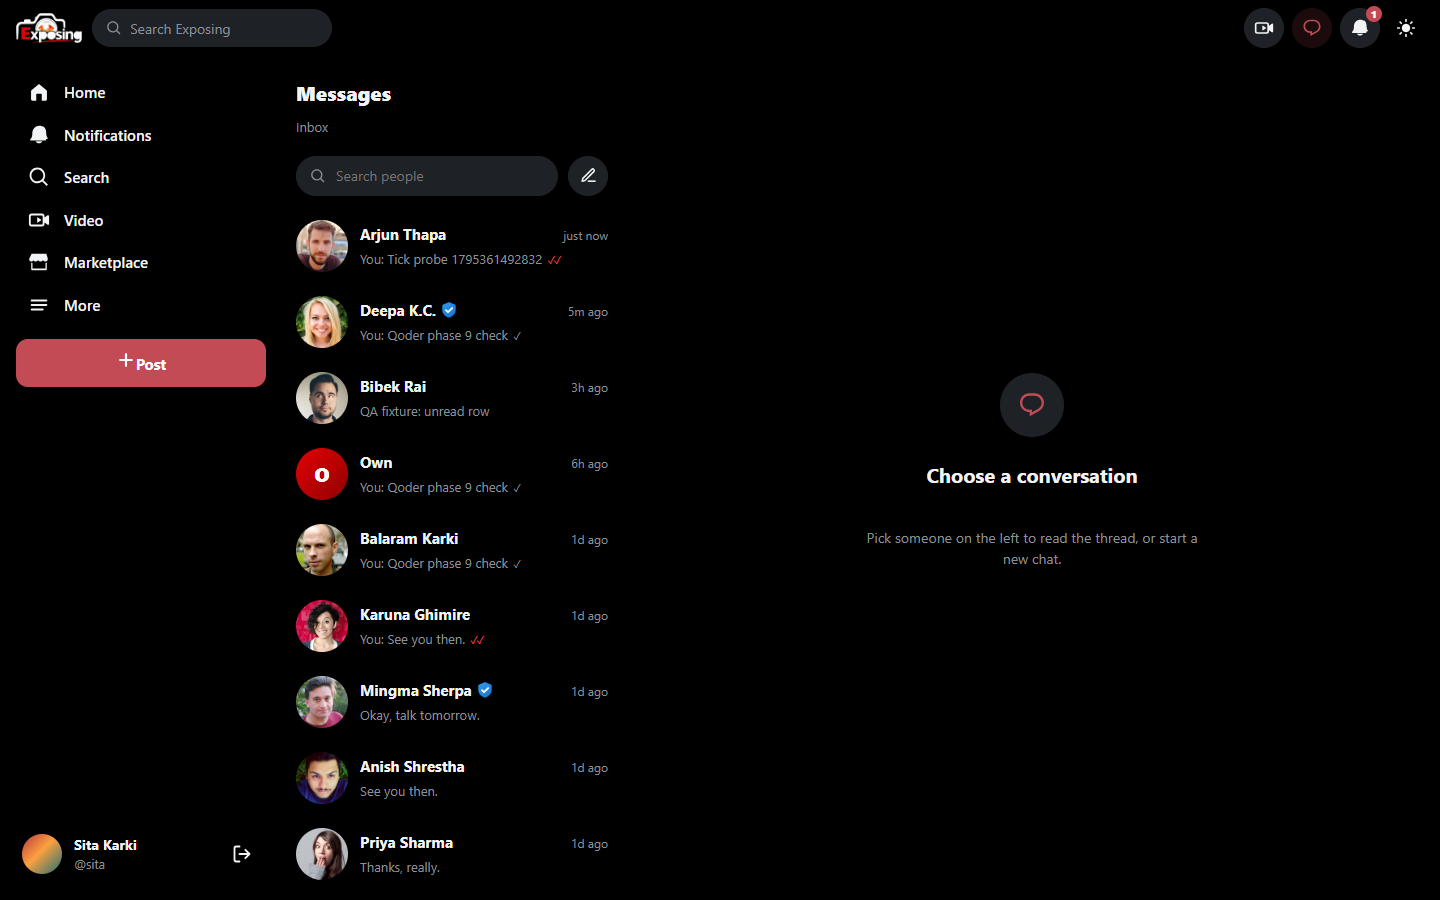 Exposing
Search Exposing
1
Home
Notifications
Search
Video
Marketplace
More
Post
Sita Karki
@sita
Messages
Inbox
Search people
Arjun Thapa
just now
You: Tick probe 1795361492832
Deepa K.C.
5m ago
You: Qoder phase 9 check
Bibek Rai
3h ago
QA fixture: unread row
O
Own
6h ago
You: Qoder phase 9 check
Balaram Karki
1d ago
You: Qoder phase 9 check
Karuna Ghimire
1d ago
You: See you then.
Mingma Sherpa
1d ago
Okay, talk tomorrow.
Anish Shrestha
1d ago
See you then.
Priya Sharma
1d ago
Thanks, really.
Choose a conversation
Pick someone on the left to read the thread, or start a
new chat.